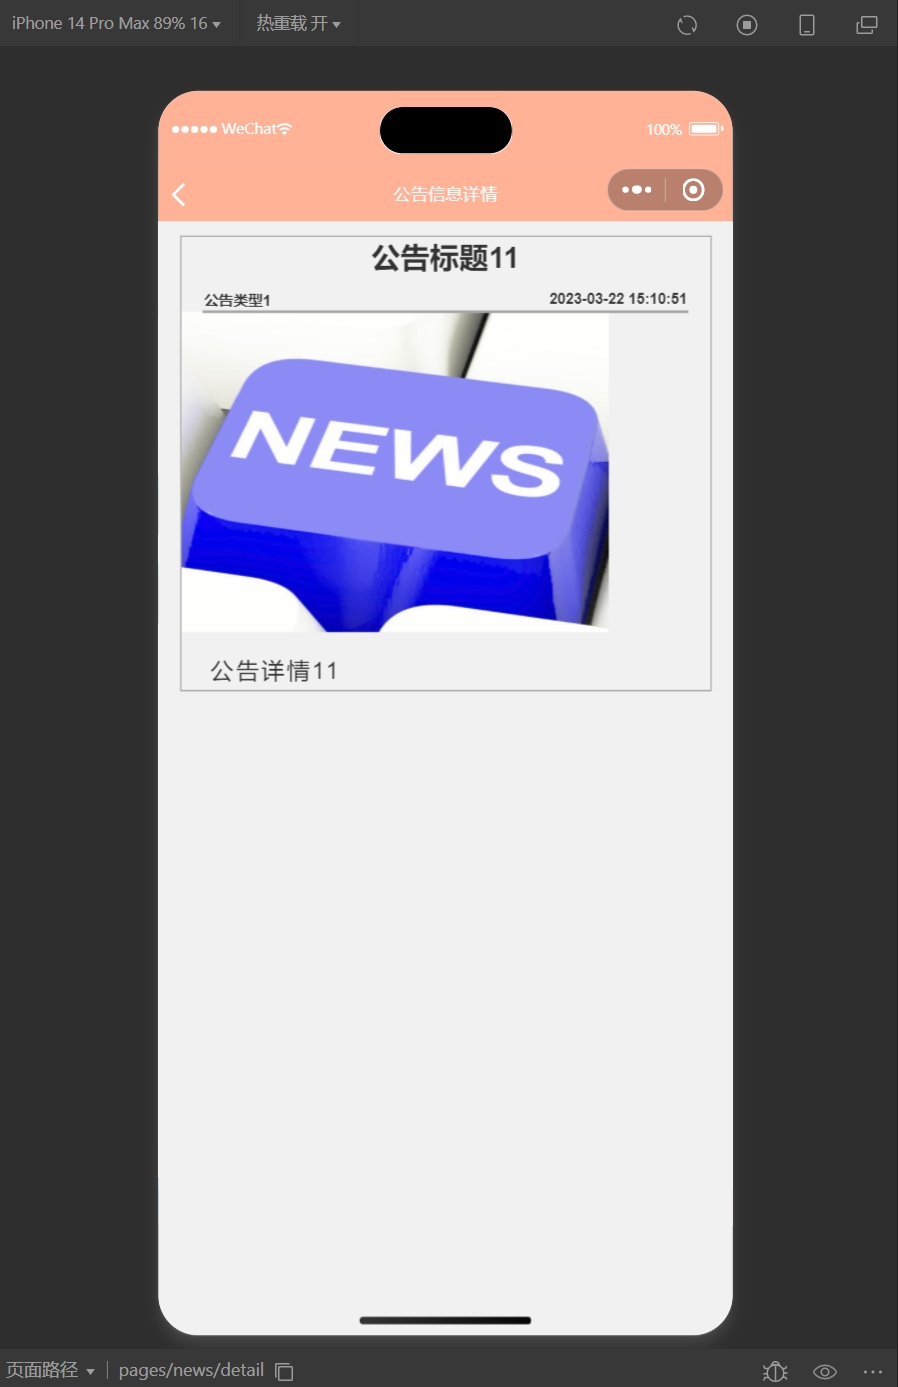 iPhone 14 Pro Max 89% 16 热重载 开
WeChat 100%
公告信息详情
公告标题11
公告类型1 2023-03-22 15:10:51
NEWS
公告详情11
页面路径 pages/news/detail